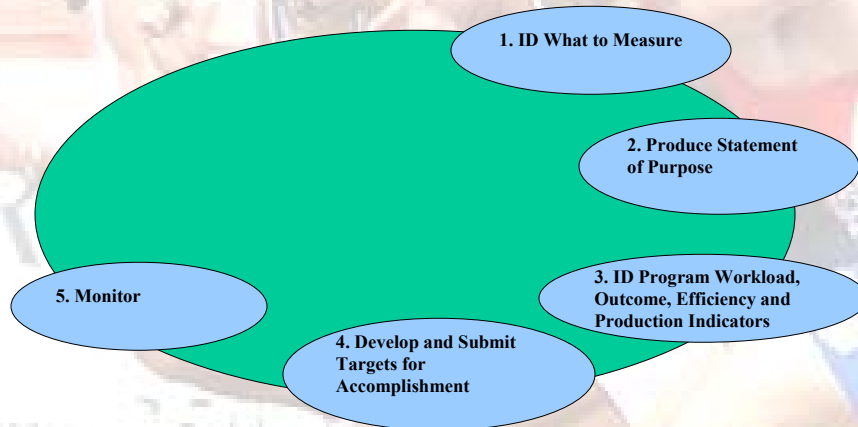 1. ID What to Measure
2. Produce Statement
of Purpose
3. ID Program Workload,
Outcome, Efficiency and
Production Indicators
4. Develop and Submit
Targets for
Accomplishment
5. Monitor